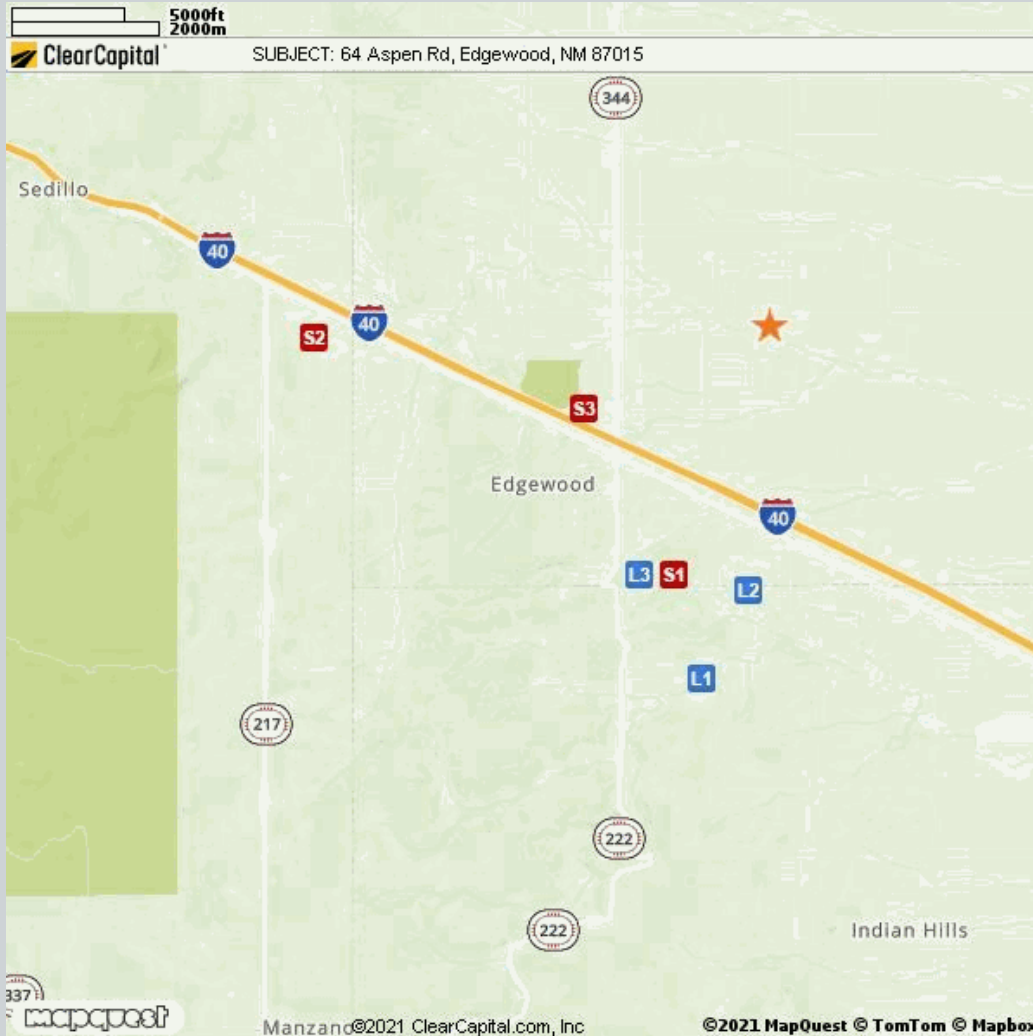 5000ft
2000m
ClearCapital
SUBJECT: 64 Aspen Rd, Edgewood, NM 87015
344
Sedillo
40
40
S2
S3
Edgewood
40
L3
S1
L2
L1
217
222
222
Indian Hills
337
mapquest
Manzano
©2021 ClearCapital.com, Inc
©2021 MapQuest © TomTom © Mapbox